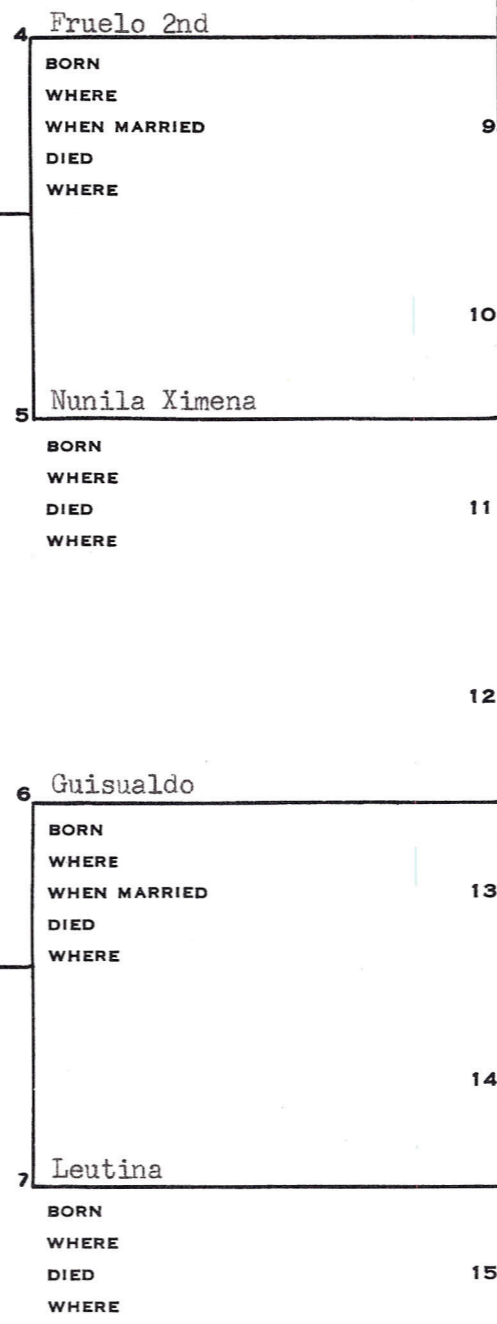 Fruelo 2nd
4
BORN
WHERE
WHEN MARRIED
9
DIED
WHERE
10
Nunila Ximena
5
BORN
WHERE
DIED
11
WHERE
12
Guisualdo
6
BORN
WHERE
WHEN MARRIED
13
DIED
WHERE
14
Leutina
7
BORN
WHERE
DIED
15
WHERE